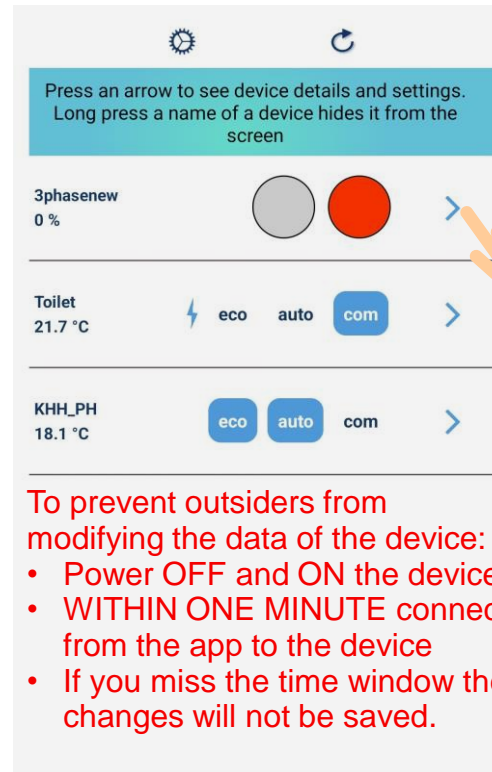 Press an arrow to see device details and settings.
Long press a name of a device hides it from the
screen
3phasenew
0 %
Toilet
21.7 °C
eco auto com
KHH_PH
18.1 °C
eco auto com
To prevent outsiders from
modifying the data of the device:
• Power OFF and ON the device
• WITHIN ONE MINUTE connec
from the app to the device
• If you miss the time window the
changes will not be saved.